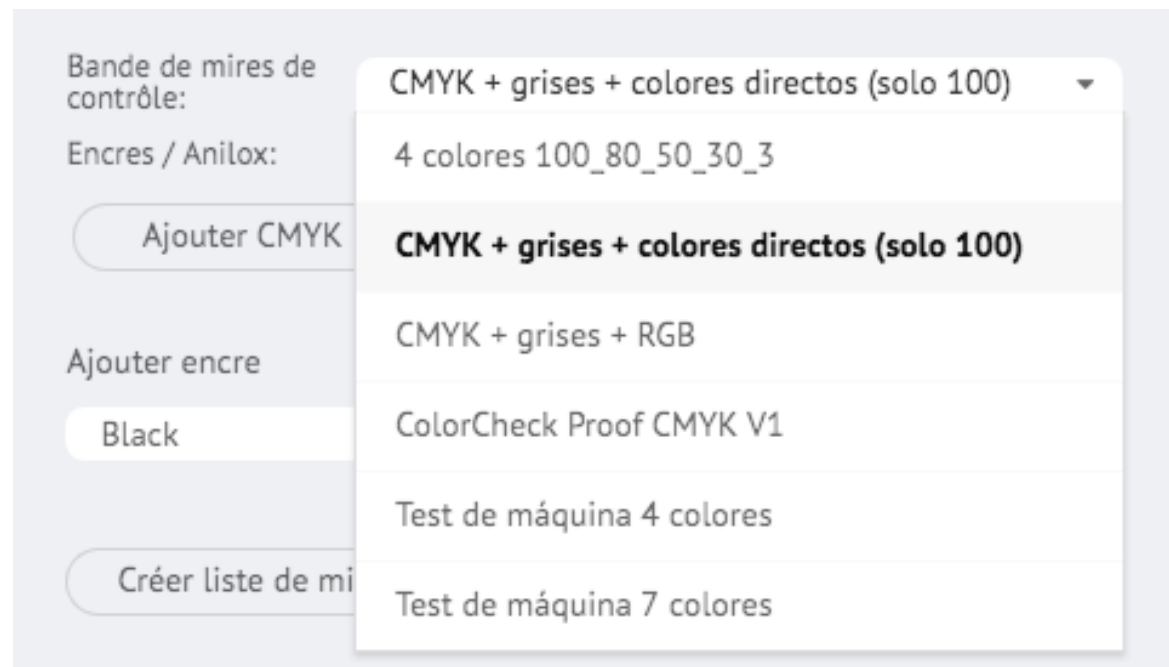 Bande de mires de
contrôle:
CMYK + grises + colores directos (solo 100)
Encres / Anilox:
4 colores 100_80_50_30_3
Ajouter CMYK
CMYK + grises + colores directos (solo 100)
CMYK + grises + RGB
Ajouter encre
ColorCheck Proof CMYK V1
Black
Test de máquina 4 colores
Créer liste de mi
Test de máquina 7 colores